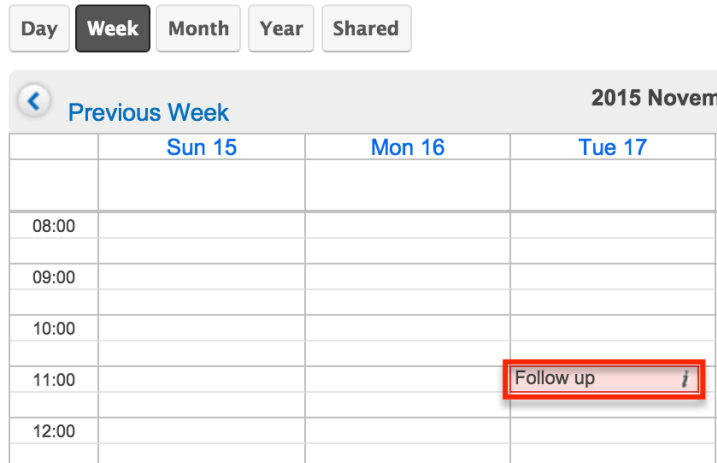 Day Week Month Year Shared
Previous Week 2015 Novem
Sun 15 Mon 16 Tue 17
08:00
09:00
10:00
11:00 Follow up i
12:00